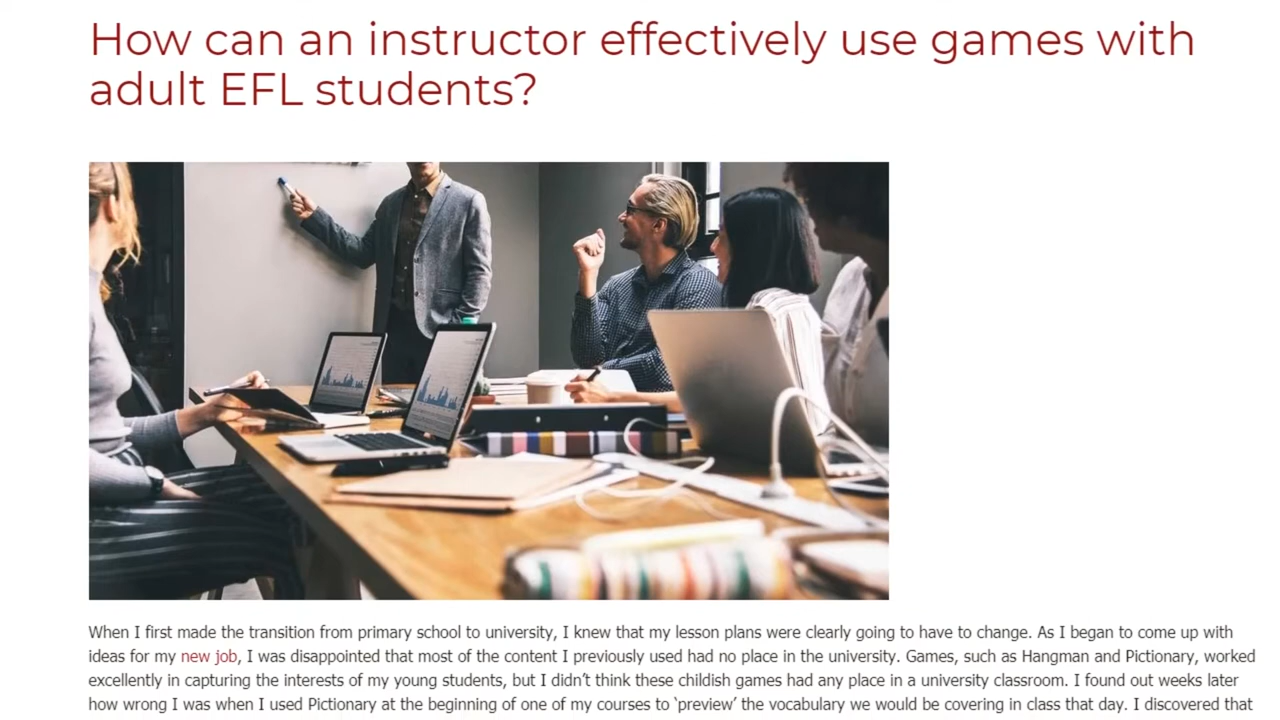 How can an instructor effectively use games with
adult EFL students?
When I first made the transition from primary school to university, I knew that my lesson plans were clearly going to have to change. As I began to come up with
ideas for my new job, I was disappointed that most of the content I previously used had no place in the university. Games, such as Hangman and Pictionary, worked
excellently in capturing the interests of my young students, but I didn’t think these childish games had any place in a university classroom. I found out weeks later
how wrong I was when I used Pictionary at the beginning of one of my courses to ‘preview’ the vocabulary we would be covering in class that day. I discovered that